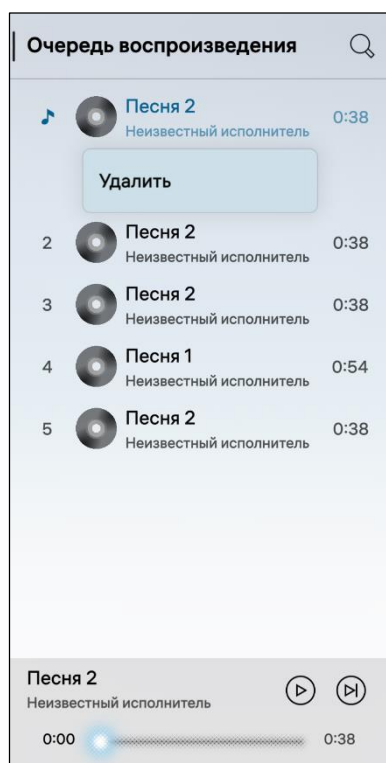 Очередь воспроизведения
Песня 2
Неизвестный исполнитель
0:38
Удалить
2
Песня 2
Неизвестный исполнитель
0:38
3
Песня 2
Неизвестный исполнитель
0:38
4
Песня 1
Неизвестный исполнитель
0:54
5
Песня 2
Неизвестный исполнитель
0:38
Песня 2
Неизвестный исполнитель
0:00
0:38